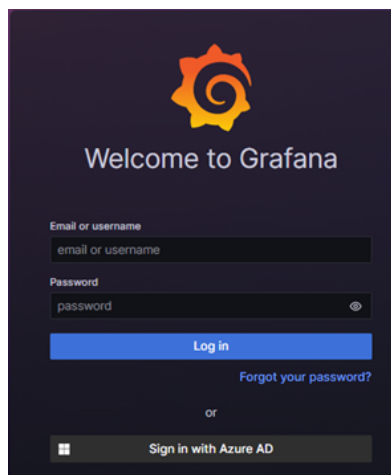 Welcome to Grafana
Email or username
email or username
Password
password
Log in
Forgot your password?
or
Sign in with Azure AD